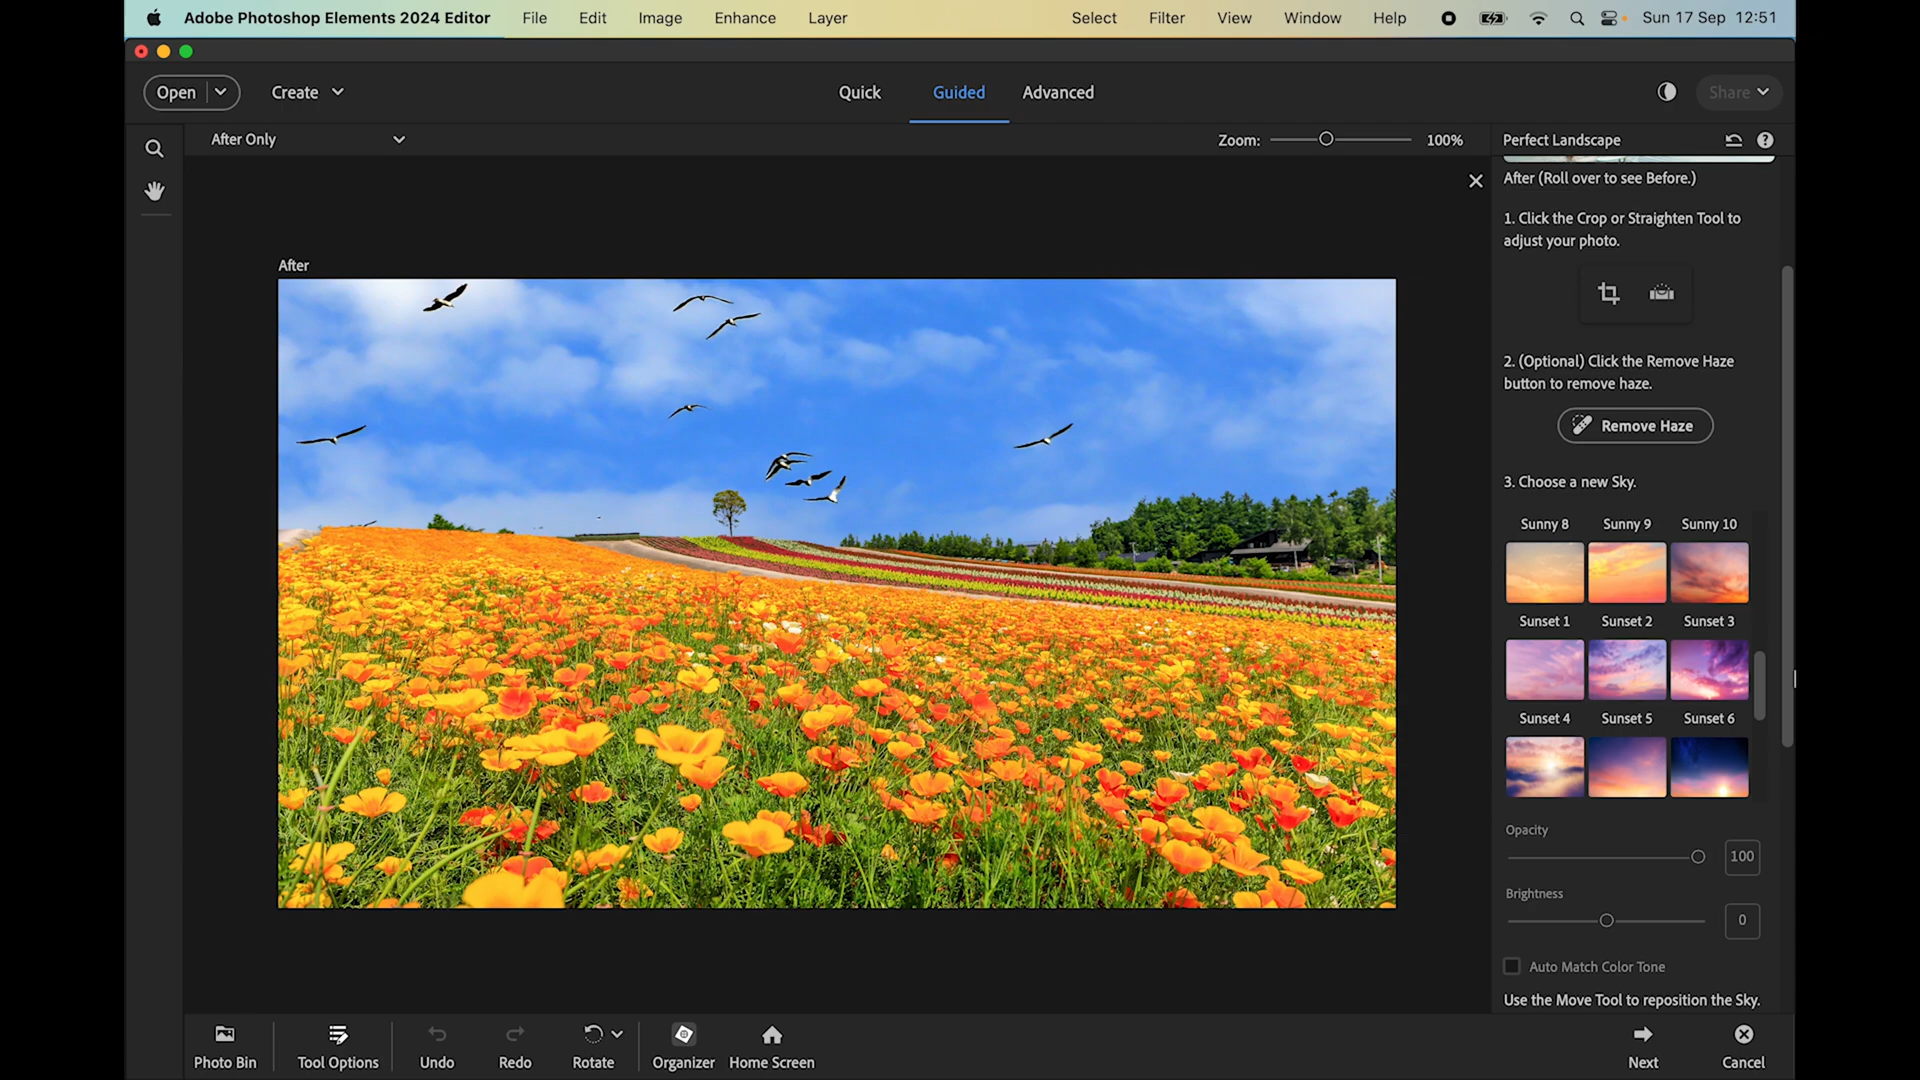 Adobe Photoshop Elements 2024 Editor File Edit Image Enhance Layer Select Filter View Window Help Sun 17 Sep 12:51
Open Create Quick Guided Advanced Share
After Only Zoom: 100% Perfect Landscape
After (Roll over to see Before.)
1. Click the Crop or Straighten Tool to
adjust your photo.
After
2. (Optional) Click the Remove Haze
button to remove haze.
Remove Haze
3. Choose a new Sky.
Sunny 8 Sunny 9 Sunny 10
Sunset 1 Sunset 2 Sunset 3
Sunset 4 Sunset 5 Sunset 6
Opacity
100
Brightness
0
Auto Match Color Tone
Use the Move Tool to reposition the Sky.
Photo Bin Tool Options Undo Redo Rotate Organizer Home Screen Next Cancel